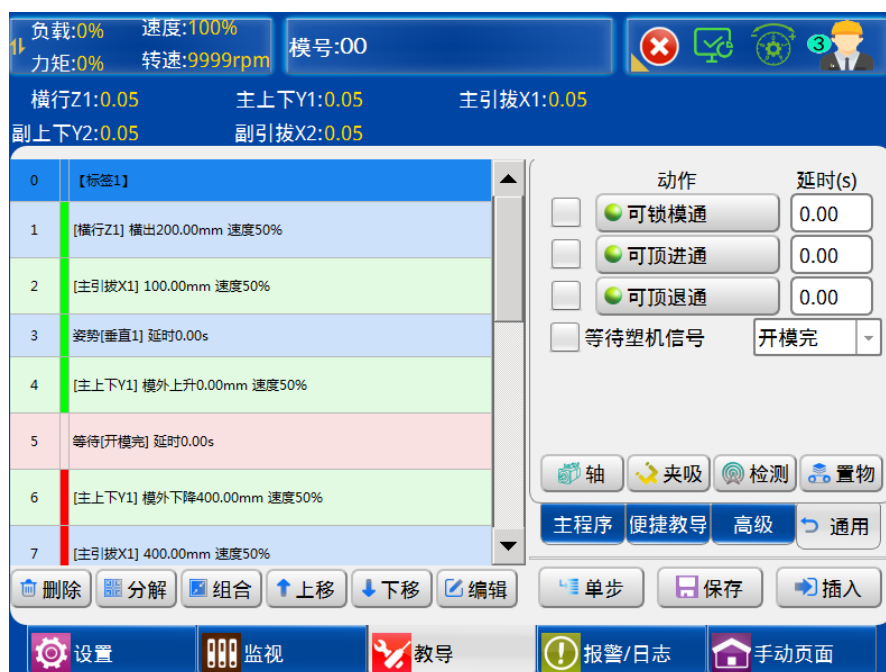 负载:0% 速度:100%
力矩:0% 转速:9999rpm
模号:00
3
横行Z1:0.05 主上下Y1:0.05 主引拔X1:0.05
副上下Y2:0.05 副引拔X2:0.05
0 【标签1】
1 [横行Z1] 横出200.00mm 速度50%
2 [主引拔X1] 100.00mm 速度50%
3 姿势[垂直1] 延时0.00s
4 [主上下Y1] 模外上升0.00mm 速度50%
5 等待[开模完] 延时0.00s
6 [主上下Y1] 模外下降400.00mm 速度50%
7 [主引拔X1] 400.00mm 速度50%
动作 延时(s)
可锁模通 0.00
可顶进通 0.00
可顶退通 0.00
等待塑机信号 开模完
轴 夹吸 检测 置物
主程序 便捷教导 高级 通用
删除 分解 组合 上移 下移 编辑 单步 保存 插入
设置 监视 教导 报警/日志 手动页面